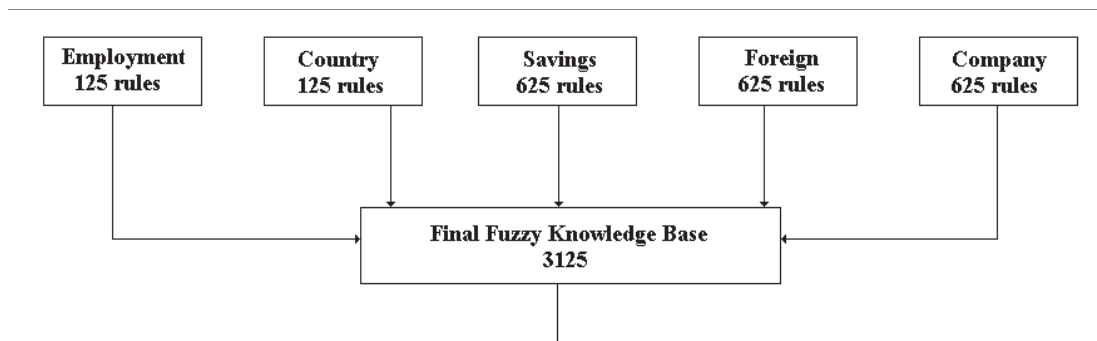 Employment
125 rules
Country
125 rules
Savings
625 rules
Foreign
625 rules
Company
625 rules
Final Fuzzy Knowledge Base
3125